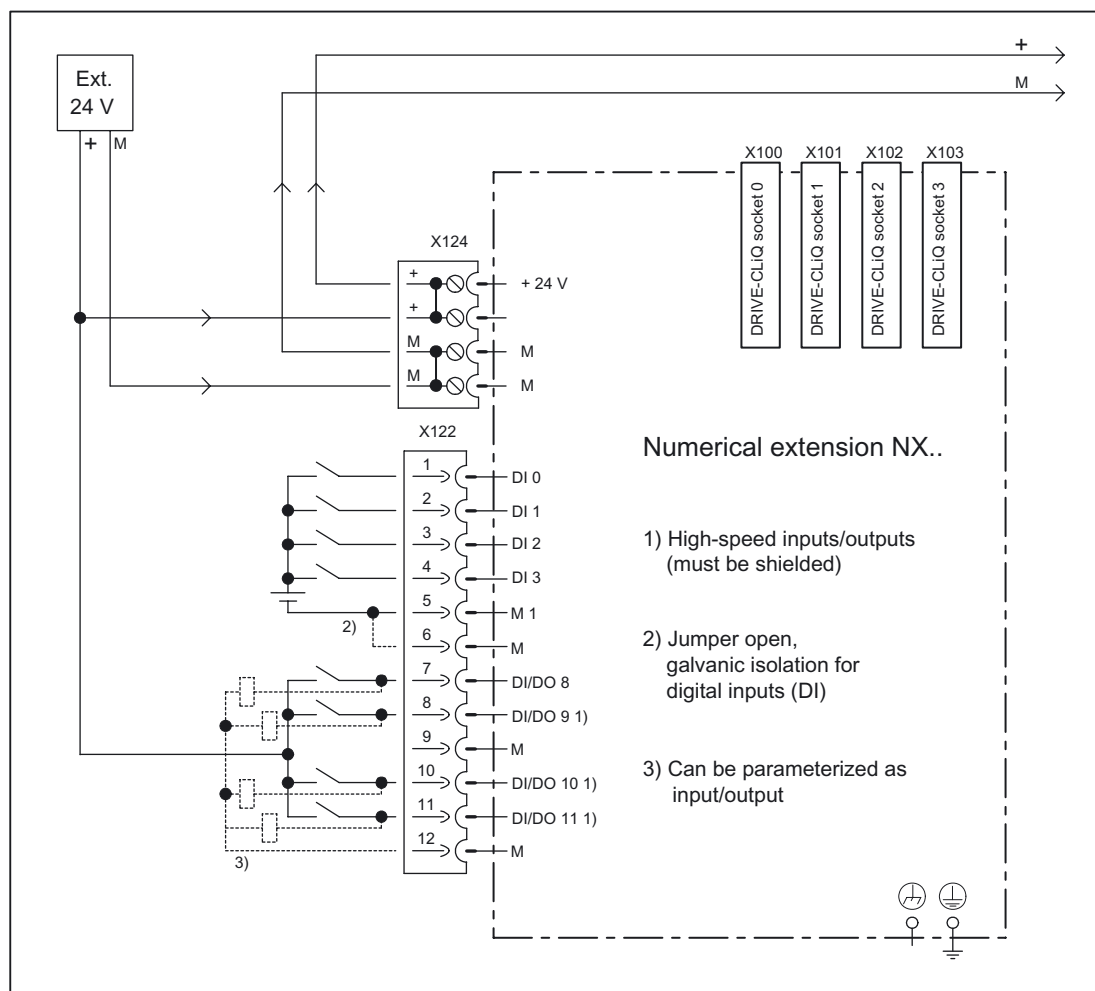 +
M
Ext.
24 V
+ M
X100 X101 X102 X103
DRIVE-CLiQ socket 0
DRIVE-CLiQ socket 1
DRIVE-CLiQ socket 2
DRIVE-CLiQ socket 3
X124
+ + 24 V
+
M M
M M
X122
1 DI 0
2 DI 1
3 DI 2
4 DI 3
5 M 1
2) 6 M
7 DI/DO 8
8 DI/DO 9 1)
9 M
10 DI/DO 10 1)
11 DI/DO 11 1)
12 M
3)
Numerical extension NX..
1) High-speed inputs/outputs
(must be shielded)
2) Jumper open,
galvanic isolation for
digital inputs (DI)
3) Can be parameterized as
input/output